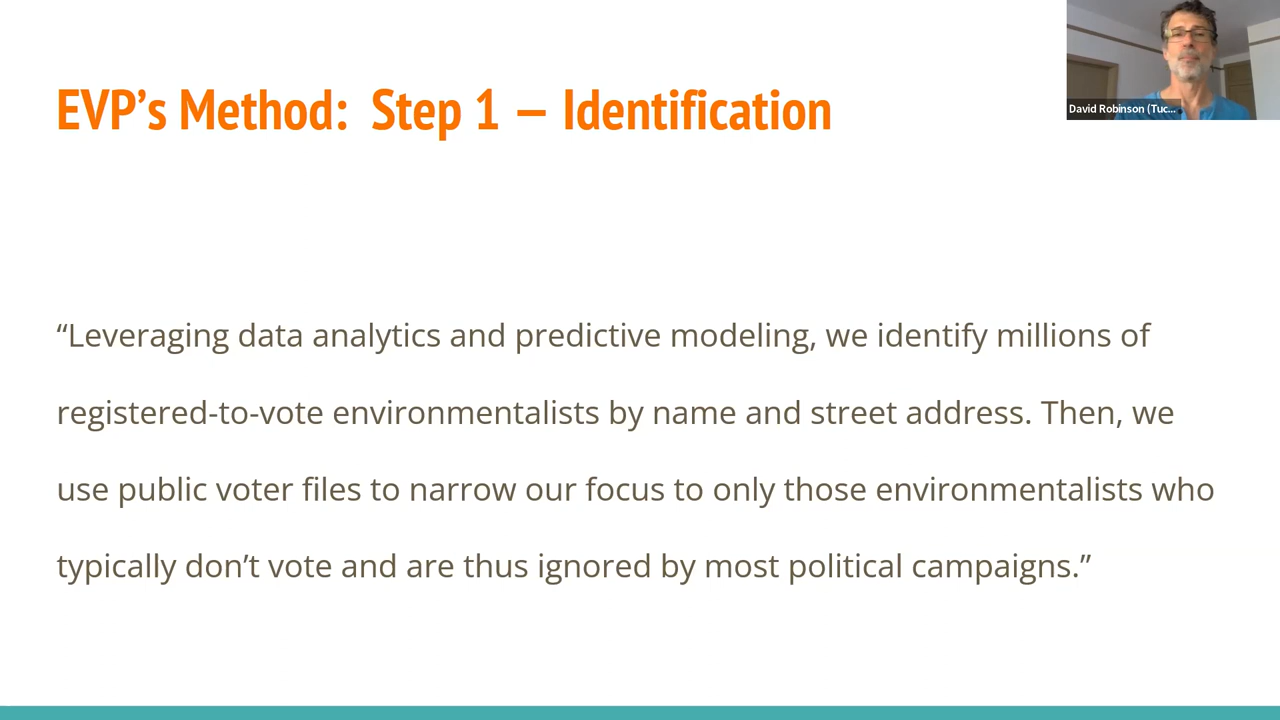 EVP’s Method:  Step 1 — Identification
David Robinson (Tuc...
“Leveraging data analytics and predictive modeling, we identify millions of
registered-to-vote environmentalists by name and street address. Then, we
use public voter files to narrow our focus to only those environmentalists who
typically don’t vote and are thus ignored by most political campaigns.”